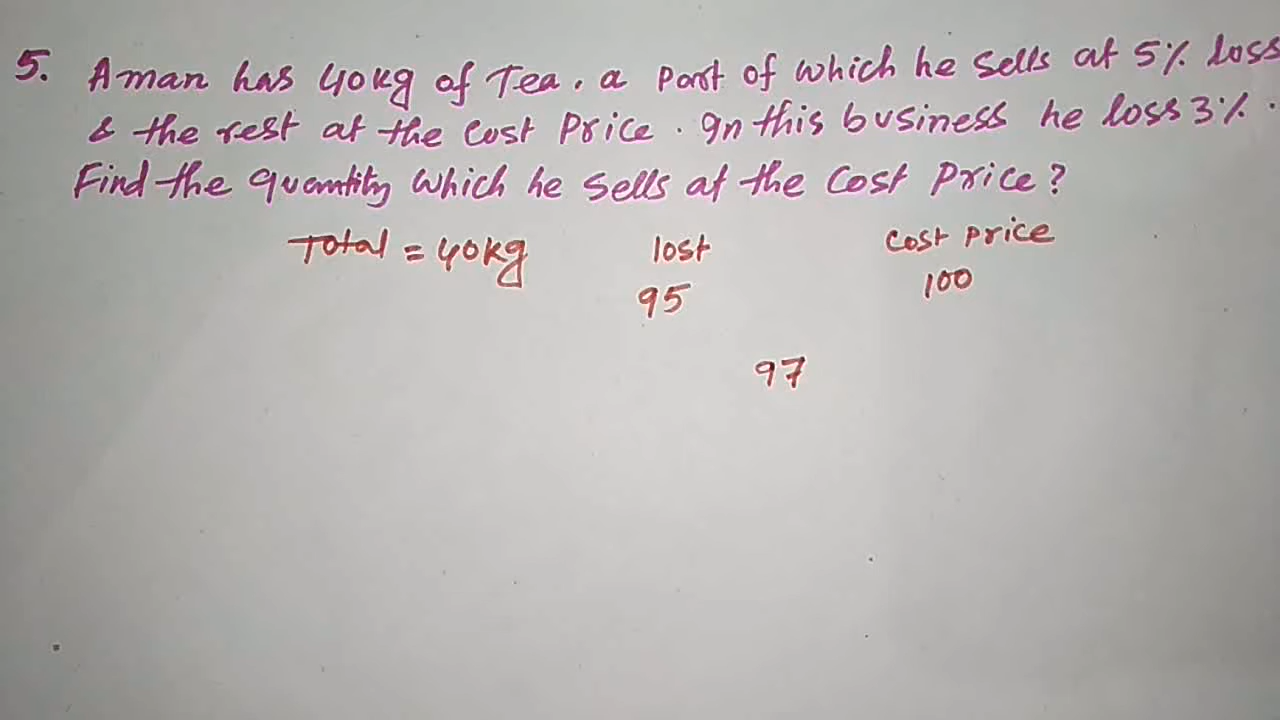 5. A man has 40kg of Tea. a Part of which he sells at 5% loss
& the rest at the Cost Price. In this business he loss 3%.
Find the quantity which he sells at the Cost Price?
Total = 40kg lost Cost price
95 100
97